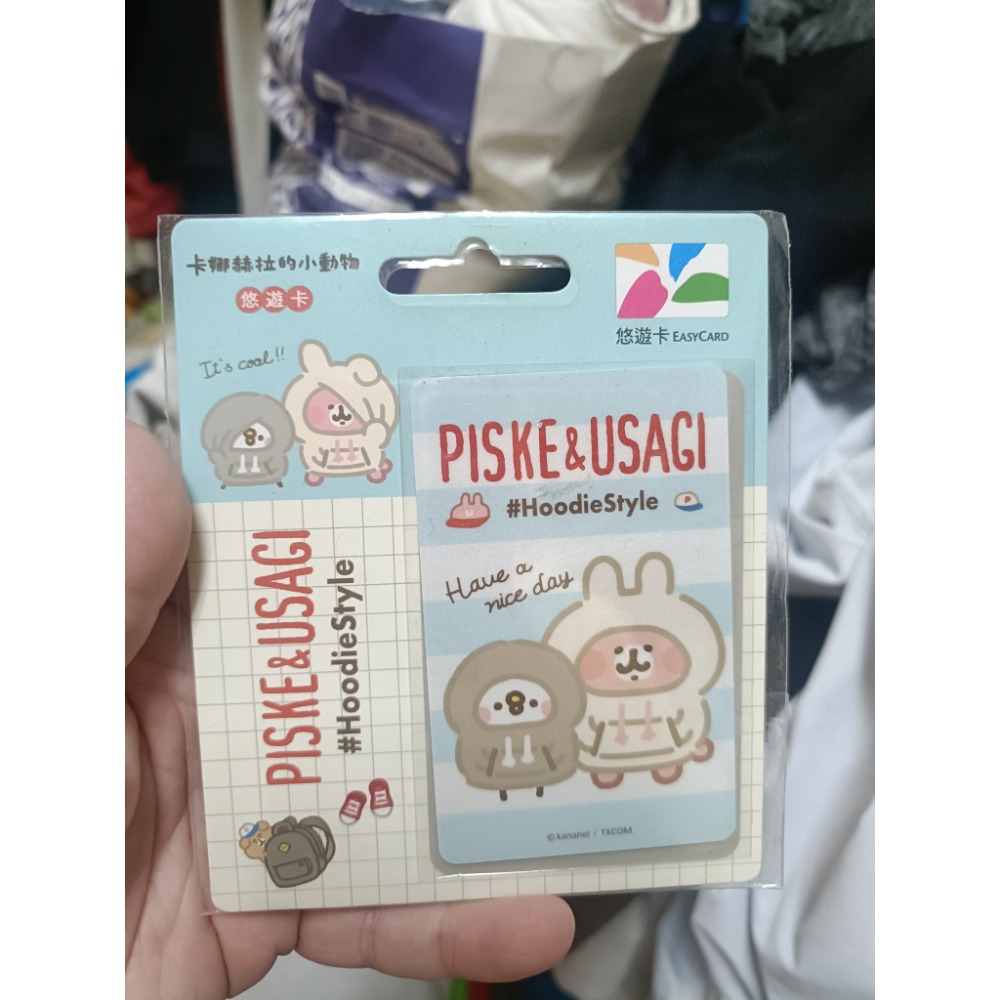 卡娜赫拉的小動物
悠遊卡
悠遊卡 EASYCARD
It's cool!!
PISKE & USAGI
#HoodieStyle
PISKE & USAGI
#HoodieStyle
P
Have a
nice day
© kanahei / TXCOM